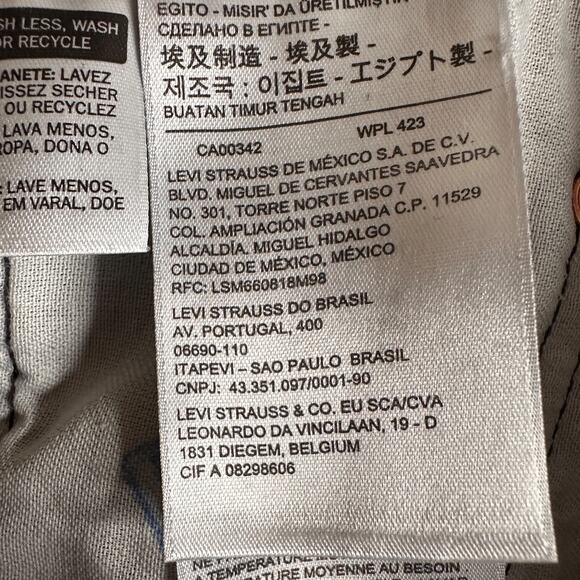 SH LESS, WASH
OR RECYCLE
ANETE: LAVEZ
ISSEZ SECHER
OU RECYCLEZ
LAVA MENOS,
ROPA, DONA O
: LAVE MENOS,
EM VARAL, DOE
EGITO - MISIR' DA ÜRETİLMİŞTİR
СДЕЛАНО В ЕГИПТЕ -
埃及制造 - 埃及製 -
제조국 : 이집트 - エジプト製 -
BUATAN TIMUR TENGAH
CA00342 WPL 423
LEVI STRAUSS DE MÉXICO S.A. DE C.V.
BLVD. MIGUEL DE CERVANTES SAAVEDRA
NO. 301, TORRE NORTE PISO 7
COL. AMPLIACIÓN GRANADA C.P. 11529
ALCALDÍA. MIGUEL HIDALGO
CIUDAD DE MÉXICO, MÉXICO
RFC: LSM660818M98
LEVI STRAUSS DO BRASIL
AV. PORTUGAL, 400
06690-110
ITAPEVI – SAO PAULO BRASIL
CNPJ: 43.351.097/0001-90
LEVI STRAUSS & CO. EU SCA/CVA
LEONARDO DA VINCILAAN, 19 - D
1831 DIEGEM, BELGIUM
CIF A 08298606
A TEMPERATURE
RATURE MOYENNE AU BESOIN .